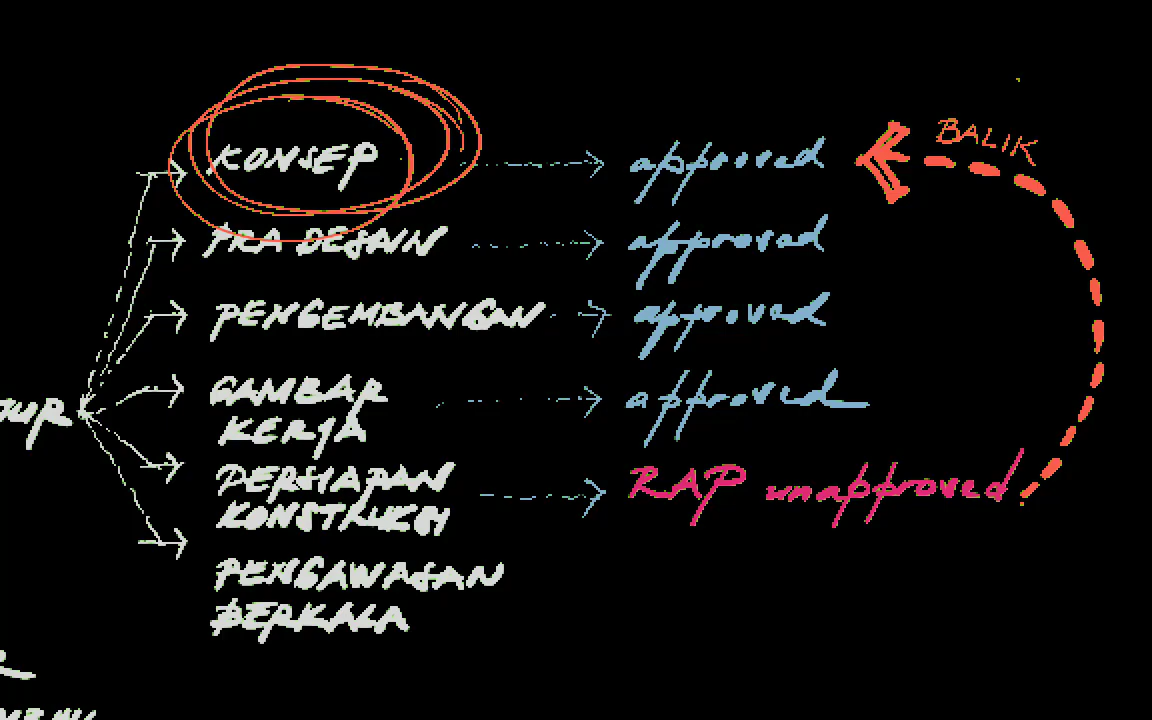 KONSEP approved BALIK
PRA DESAIN approved
PENGEMBANGAN approved
GAMBAR approved
KERJA
PERSIAPAN RAP unapproved
KONSTRUKSI
PENGAWASAN
BERKALA